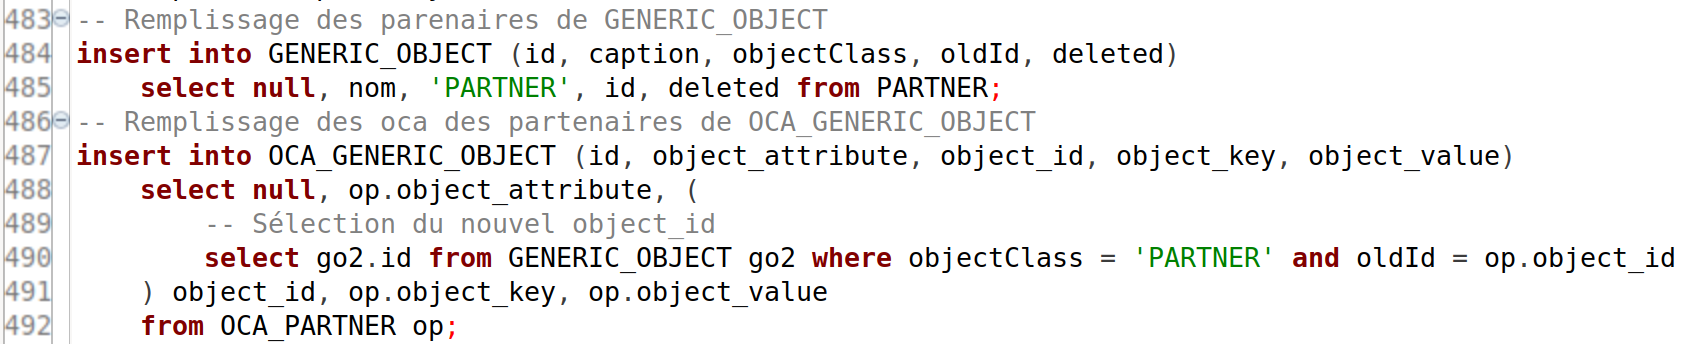 483 -- Remplissage des parenaires de GENERIC_OBJECT
484 insert into GENERIC_OBJECT (id, caption, objectClass, oldId, deleted)
485     select null, nom, 'PARTNER', id, deleted from PARTNER;
486 -- Remplissage des oca des partenaires de OCA_GENERIC_OBJECT
487 insert into OCA_GENERIC_OBJECT (id, object_attribute, object_id, object_key, object_value)
488     select null, op.object_attribute, (
489         -- Sélection du nouvel object_id
490         select go2.id from GENERIC_OBJECT go2 where objectClass = 'PARTNER' and oldId = op.object_id
491     ) object_id, op.object_key, op.object_value
492     from OCA_PARTNER op;